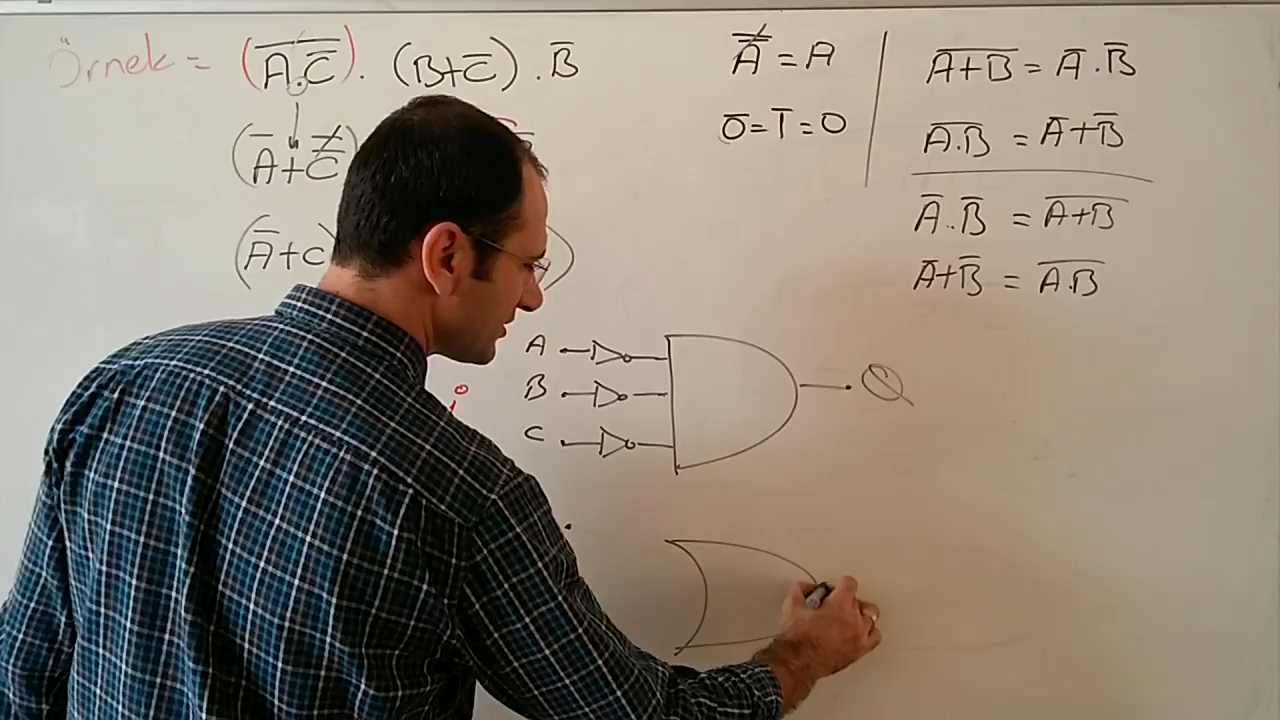 Örnek = (A̅.̅C̅̅) . (B+C̅) . B̅
(A̅+C̿
(A̅+C )
A̿ = A
0̅=1̅=0
A̅+̅B̅ = A̅ . B̅
A̅.̅B̅ = A̅+B̅
A̅ . B̅ = A̅+̅B̅
A̅+B̅ = A̅.̅B̅
A
B
C
Q
i